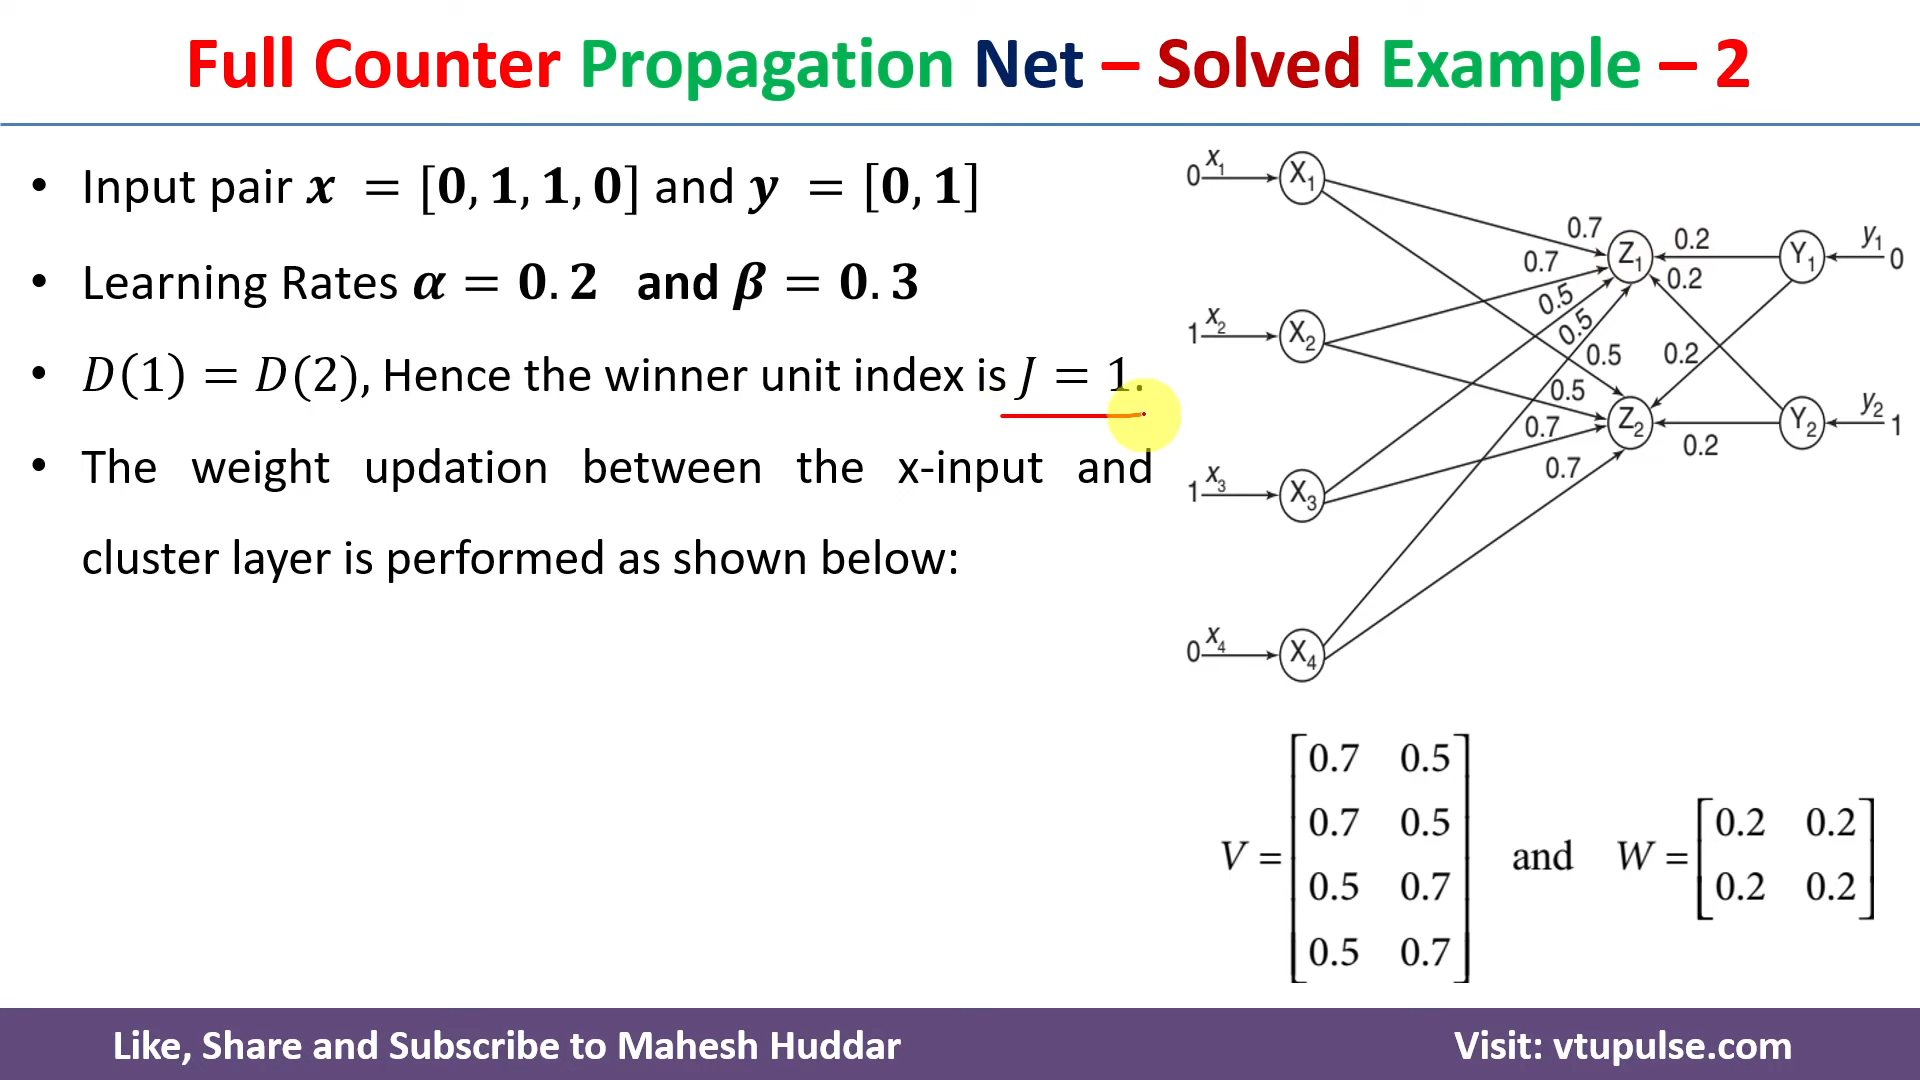 Full Counter Propagation Net – Solved Example – 2
• Input pair x = [0, 1, 1, 0] and y = [0, 1]
• Learning Rates α = 0.2 and β = 0.3
• D(1) = D(2), Hence the winner unit index is J = 1.
• The weight updation between the x-input and
cluster layer is performed as shown below:
0 x₁ X₁
1 x₂ X₂
1 x₃ X₃
0 x₄ X₄
0.7
0.7
0.5
0.5
Z₁
0.2
0.2
Y₁
y₁ 0
0.5
0.5
0.7
0.7
Z₂
0.2
0.2
Y₂
y₂ 1
V = [0.7 0.5
0.7 0.5
0.5 0.7
0.5 0.7]
and
W = [0.2 0.2
0.2 0.2]
Like, Share and Subscribe to Mahesh Huddar
Visit: vtupulse.com